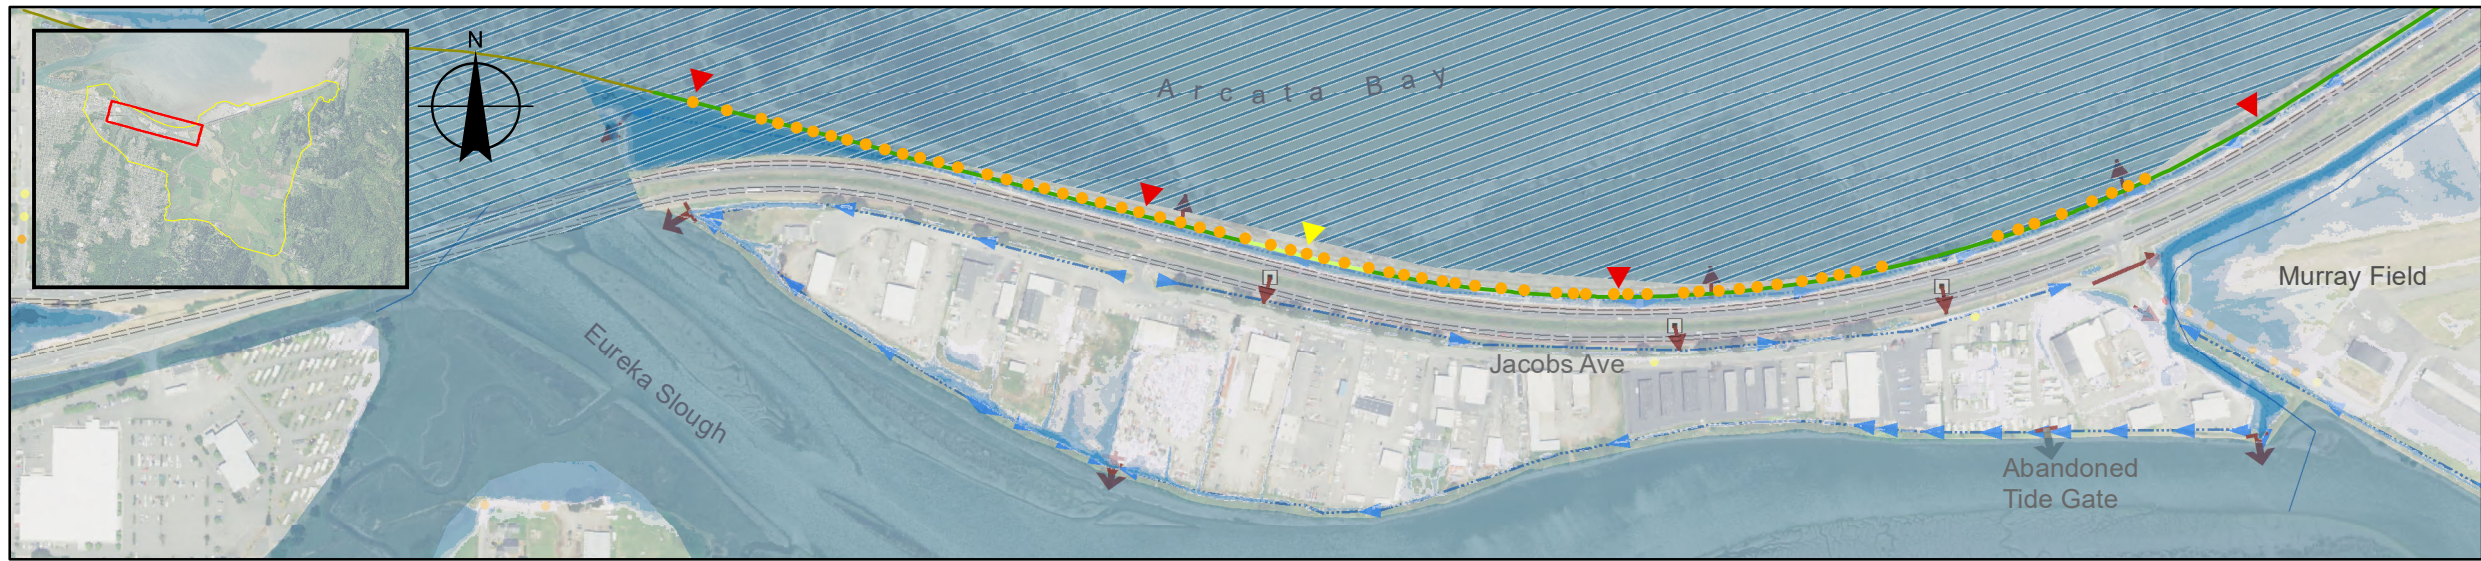 N
Arcata Bay
Murray Field
Eureka Slough
Jacobs Ave
Abandoned
Tide Gate